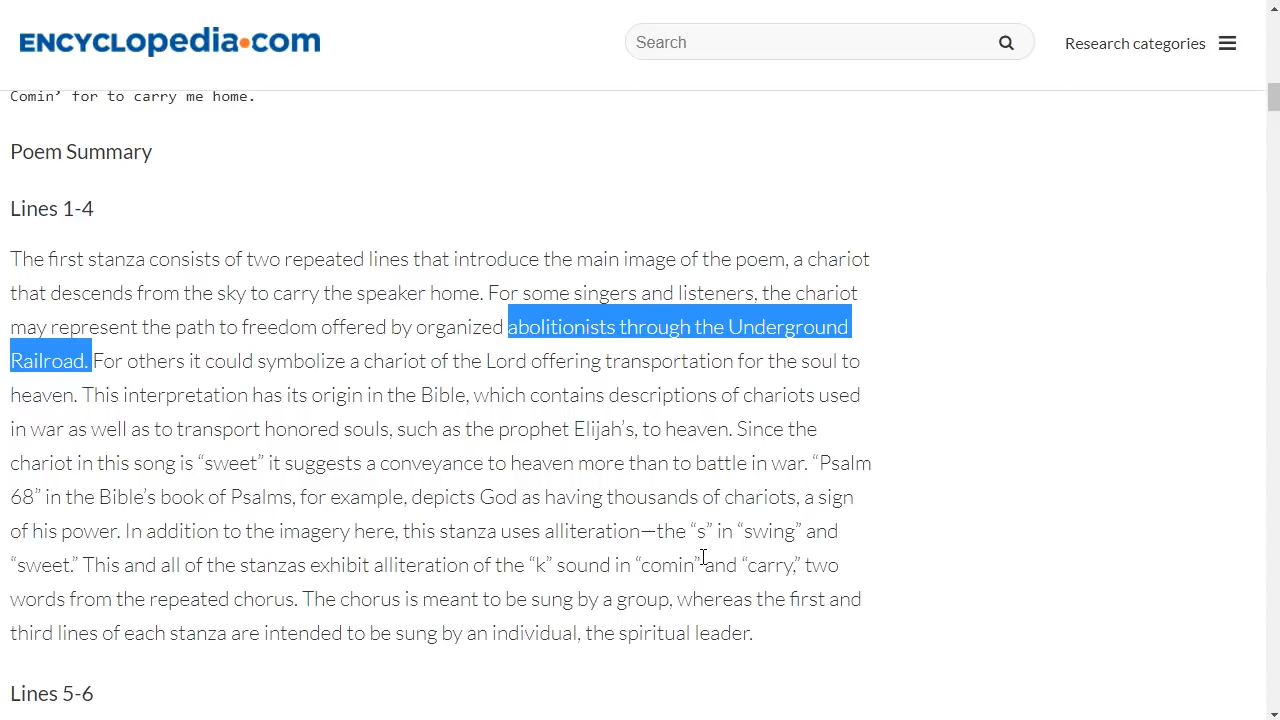 ENCYCLopedia.com
Search
Research categories
Comin’ for to carry me home.
Poem Summary
Lines 1-4
The first stanza consists of two repeated lines that introduce the main image of the poem, a chariot
that descends from the sky to carry the speaker home. For some singers and listeners, the chariot
may represent the path to freedom offered by organized abolitionists through the Underground
Railroad. For others it could symbolize a chariot of the Lord offering transportation for the soul to
heaven. This interpretation has its origin in the Bible, which contains descriptions of chariots used
in war as well as to transport honored souls, such as the prophet Elijah’s, to heaven. Since the
chariot in this song is “sweet” it suggests a conveyance to heaven more than to battle in war. “Psalm
68” in the Bible’s book of Psalms, for example, depicts God as having thousands of chariots, a sign
of his power. In addition to the imagery here, this stanza uses alliteration—the “s” in “swing” and
“sweet.” This and all of the stanzas exhibit alliteration of the “k” sound in “comin” and “carry,” two
words from the repeated chorus. The chorus is meant to be sung by a group, whereas the first and
third lines of each stanza are intended to be sung by an individual, the spiritual leader.
Lines 5-6